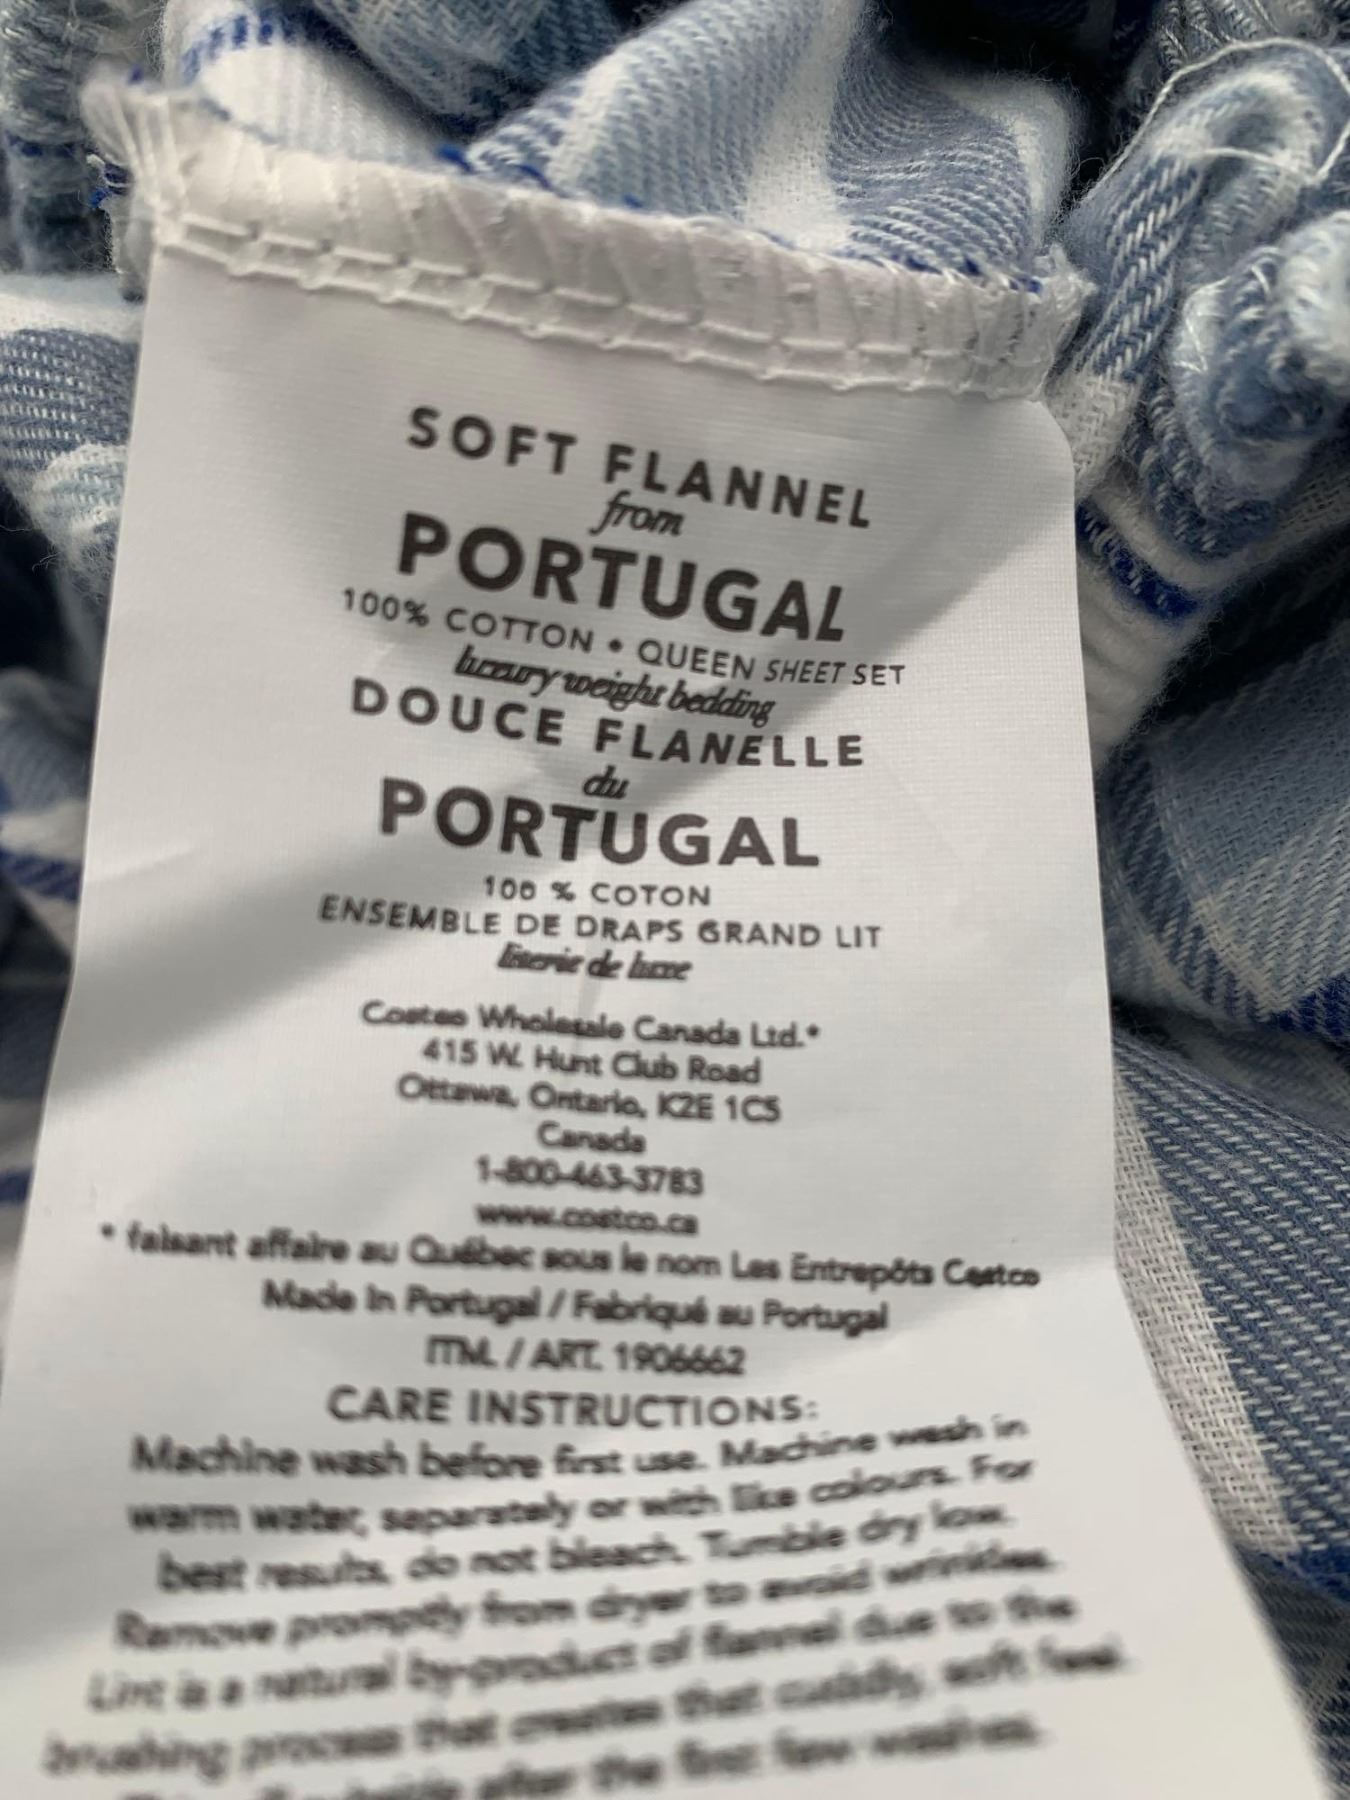 SOFT FLANNEL
from
PORTUGAL
100% COTTON • QUEEN SHEET SET
luxury weight bedding
DOUCE FLANELLE
du
PORTUGAL
100 % COTON
ENSEMBLE DE DRAPS GRAND LIT
literie de luxe
Costco Wholesale Canada Ltd.*
415 W. Hunt Club Road
Ottawa, Ontario, K2E 1C5
Canada
1-800-463-3783
www.costco.ca
* faisant affaire au Québec sous le nom Les Entrepôts Costco
Made In Portugal / Fabriqué au Portugal
ITM. / ART. 1906662
CARE INSTRUCTIONS:
Machine wash before first use. Machine wash in
warm water, separately or with like colours. For
best results, do not bleach. Tumble dry low.
Remove promptly from dryer to avoid wrinkles.
Lint is a natural by-product of flannel due to the
brushing process that creates that cuddly, soft feel.
after the first few washes.